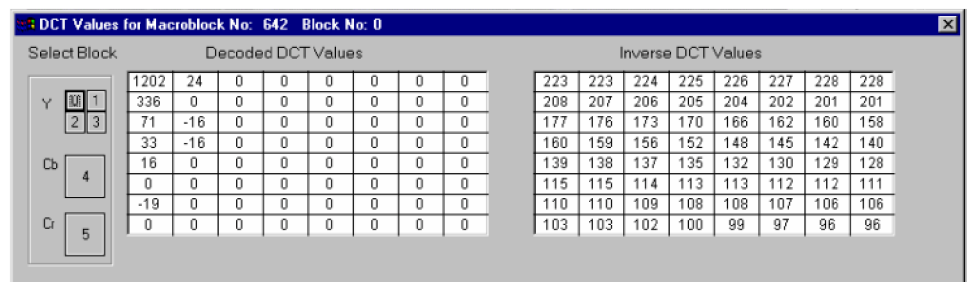 DCT Values for Macroblock No: 642 Block No: 0
Select Block Decoded DCT Values Inverse DCT Values
1202 24 0 0 0 0 0 0 223 223 224 225 226 227 228 228
Y 0 1 336 0 0 0 0 0 0 0 208 207 206 205 204 202 201 201
2 3 71 -16 0 0 0 0 0 0 177 176 173 170 166 162 160 158
33 -16 0 0 0 0 0 0 160 159 156 152 148 145 142 140
Cb 4 16 0 0 0 0 0 0 0 139 138 137 135 132 130 129 128
0 0 0 0 0 0 0 0 115 115 114 113 113 112 112 111
-19 0 0 0 0 0 0 0 110 110 109 108 108 107 106 106
Cr 5 0 0 0 0 0 0 0 0 103 103 102 100 99 97 96 96